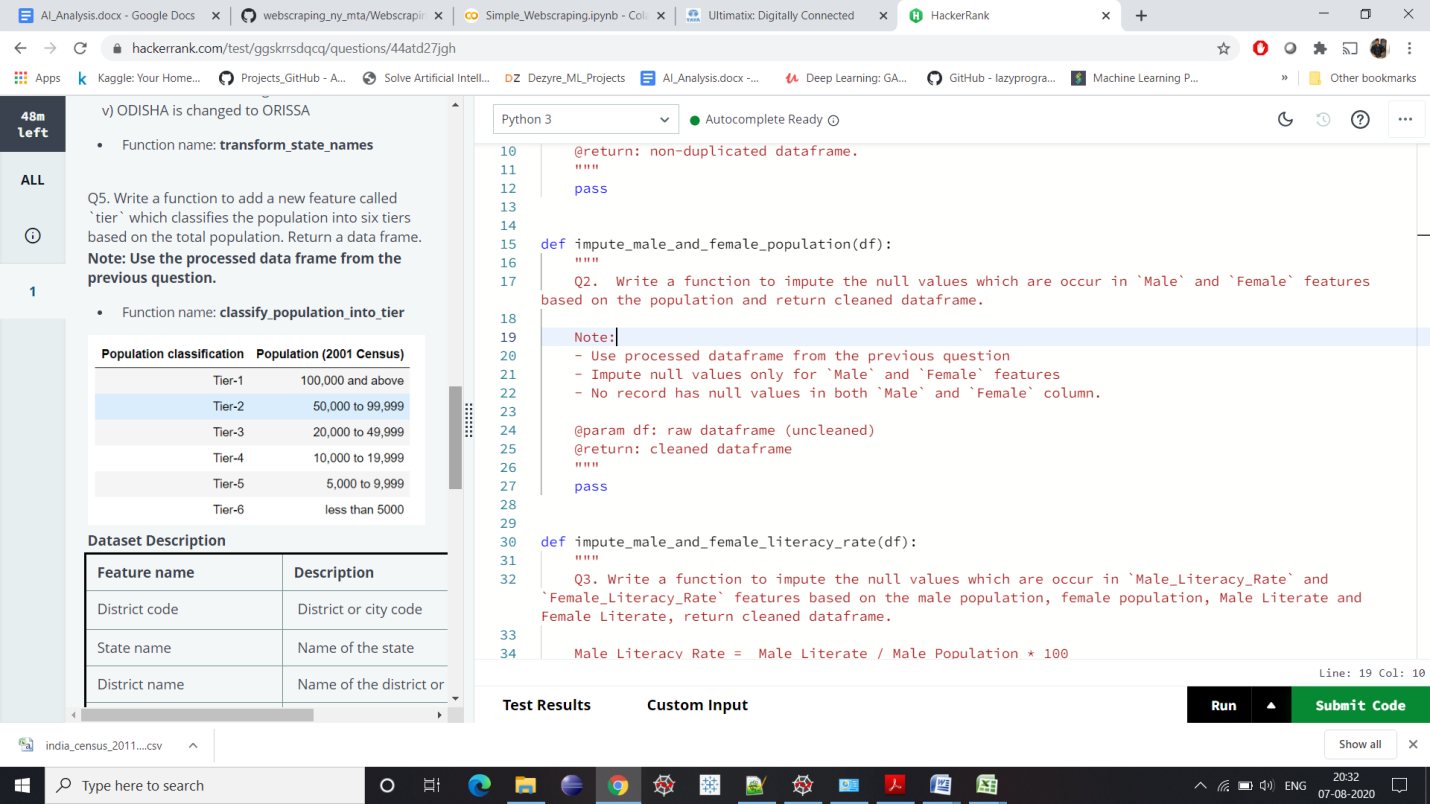 AI_Analysis.docx - Google Docs
webscraping_ny_mta/Webscrapin
Simple_Webscraping.ipynb - Cola
Ultimatix: Digitally Connected
HackerRank
hackerrank.com/test/ggskrrsdqcq/questions/44atd27jgh
Apps
Kaggle: Your Home...
Projects_GitHub - A...
Solve Artificial Intell...
DZ Dezyre_ML_Projects
AI_Analysis.docx -...
Deep Learning: GA...
GitHub - lazyprogra...
Machine Learning P...
»
Other bookmarks
48m
left
ALL
1
v) ODISHA is changed to ORISSA
• Function name: transform_state_names
Q5. Write a function to add a new feature called
`tier` which classifies the population into six tiers
based on the total population. Return a data frame.
Note: Use the processed data frame from the
previous question.
• Function name: classify_population_into_tier
Population classification Population (2001 Census)
Tier-1 100,000 and above
Tier-2 50,000 to 99,999
Tier-3 20,000 to 49,999
Tier-4 10,000 to 19,999
Tier-5 5,000 to 9,999
Tier-6 less than 5000
Dataset Description
Feature name Description
District code District or city code
State name Name of the state
District name Name of the district or
Python 3
Autocomplete Ready
10 @return: non-duplicated dataframe.
11 """
12 pass
13
14
15 def impute_male_and_female_population(df):
16 """
17 Q2. Write a function to impute the null values which are occur in `Male` and `Female` features
based on the population and return cleaned dataframe.
18
19 Note:
20 - Use processed dataframe from the previous question
21 - Impute null values only for `Male` and `Female` features
22 - No record has null values in both `Male` and `Female` column.
23
24 @param df: raw dataframe (uncleaned)
25 @return: cleaned dataframe
26 """
27 pass
28
29
30 def impute_male_and_female_literacy_rate(df):
31 """
32 Q3. Write a function to impute the null values which are occur in `Male_Literacy_Rate` and
`Female_Literacy_Rate` features based on the male population, female population, Male Literate and
Female Literate, return cleaned dataframe.
33
34 Male Literacy Rate = Male Literate / Male Population * 100
Line: 19 Col: 10
Test Results
Custom Input
Run
Submit Code
india_census_2011....csv
Show all
Type here to search
ENG
20:32
07-08-2020